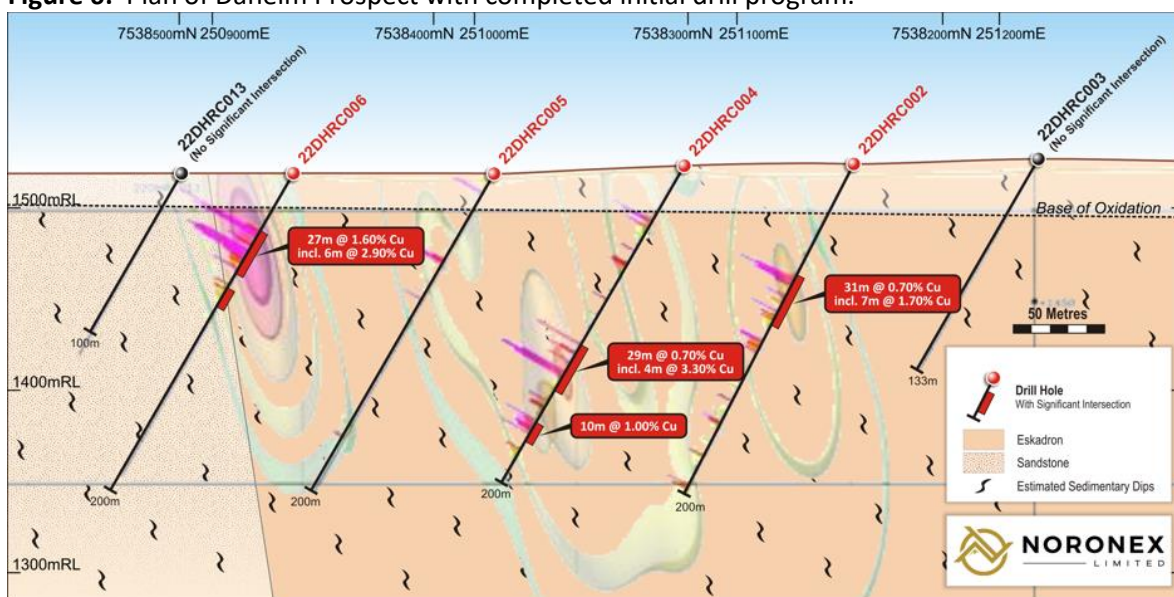 Figure 6: Plan of Daheim Prospect with completed initial drill program.
7538500mN 250900mE
7538400mN 251000mE
7538300mN 251100mE
7538200mN 251200mE
22DHRC013
(No Significant Intersection)
22DHRC006
22DHRC005
22DHRC004
22DHRC002
22DHRC003
(No Significant Intersection)
1500mRL
Base of Oxidation
27m @ 1.60% Cu
incl. 6m @ 2.90% Cu
31m @ 0.70% Cu
incl. 7m @ 1.70% Cu
50 Metres
100m
29m @ 0.70% Cu
incl. 4m @ 3.30% Cu
133m
1400mRL
10m @ 1.00% Cu
Drill Hole
With Significant Intersection
Eskadron
Sandstone
Estimated Sedimentary Dips
200m
200m
200m
200m
1300mRL
NORONEX
LIMITED